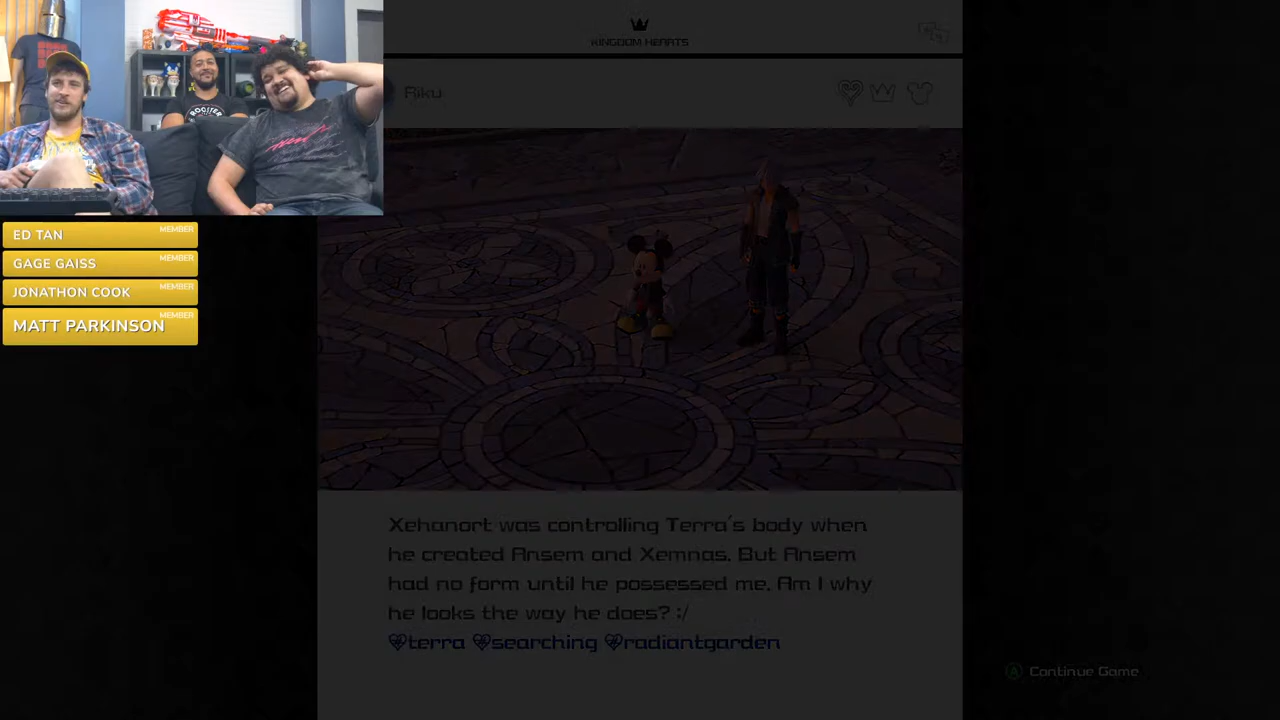 KINGDOM HEARTS
Riku
ED TAN
MEMBER
GAGE GAISS
MEMBER
JONATHON COOK
MEMBER
MATT PARKINSON
MEMBER
Xehanort was controlling Terra's body when
he created Ansem and Xemnas. But Ansem
had no form until he possessed me. Am I why
he looks the way he does? :/
terra searching radiantgarden
A Continue Game
ROOSTER